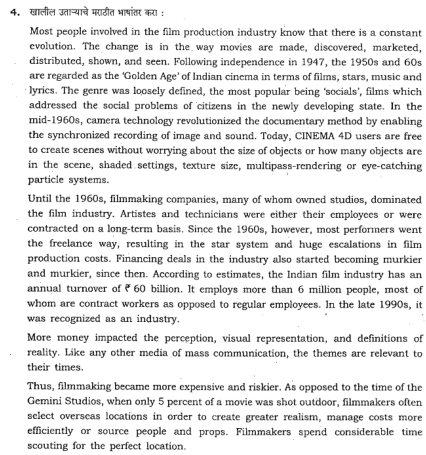 4. खालील उताऱ्याचे मराठीत भाषांतर करा :
Most people involved in the film production industry know that there is a constant
evolution. The change is in the way movies are made, discovered, marketed,
distributed, shown, and seen. Following independence in 1947, the 1950s and 60s
are regarded as the 'Golden Age' of Indian cinema in terms of films, stars, music and
lyrics. The genre was loosely defined, the most popular being 'socials', films which
addressed the social problems of citizens in the newly developing state. In the
mid-1960s, camera technology revolutionized the documentary method by enabling
the synchronized recording of image and sound. Today, CINEMA 4D users are free
to create scenes without worrying about the size of objects or how many objects are
in the scene, shaded settings, texture size, multipass-rendering or eye-catching
particle systems.
Until the 1960s, filmmaking companies, many of whom owned studios, dominated
the film industry. Artistes and technicians were either their employees or were
contracted on a long-term basis. Since the 1960s, however, most performers went
the freelance way, resulting in the star system and huge escalations in film
production costs. Financing deals in the industry also started becoming murkier
and murkier, since then. According to estimates, the Indian film industry has an
annual turnover of ₹ 60 billion. It employs more than 6 million people, most of
whom are contract workers as opposed to regular employees. In the late 1990s, it
was recognized as an industry.
More money impacted the perception, visual representation, and definitions of
reality. Like any other media of mass communication, the themes are relevant to
their times.
Thus, filmmaking became more expensive and riskier. As opposed to the time of the
Gemini Studios, when only 5 percent of a movie was shot outdoor, filmmakers often
select overseas locations in order to create greater realism, manage costs more
efficiently or source people and props. Filmmakers spend considerable time
scouting for the perfect location.